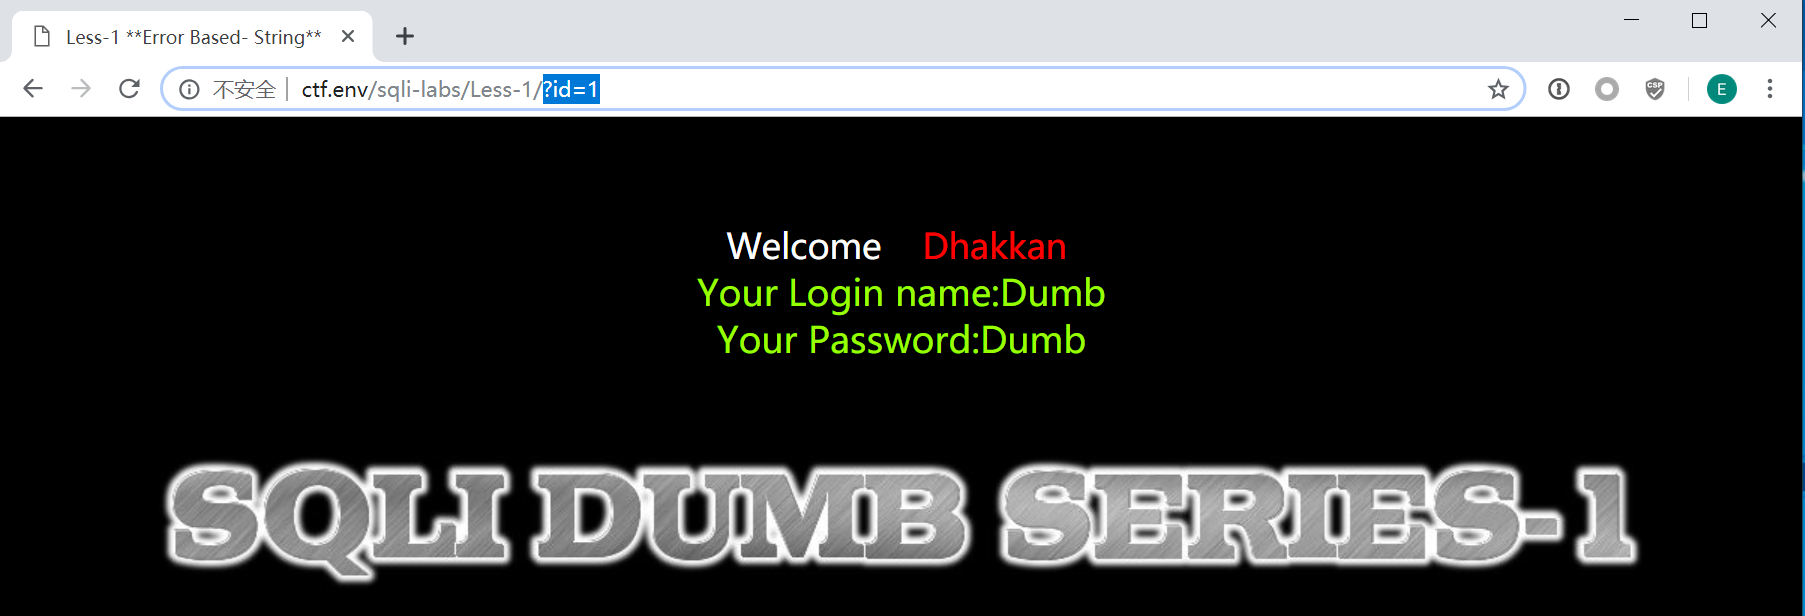 Less-1 **Error Based- String**
不安全 ctf.env/sqli-labs/Less-1/?id=1
CSP
E
Welcome Dhakkan
Your Login name:Dumb
Your Password:Dumb
SQLI DUMB SERIES-1